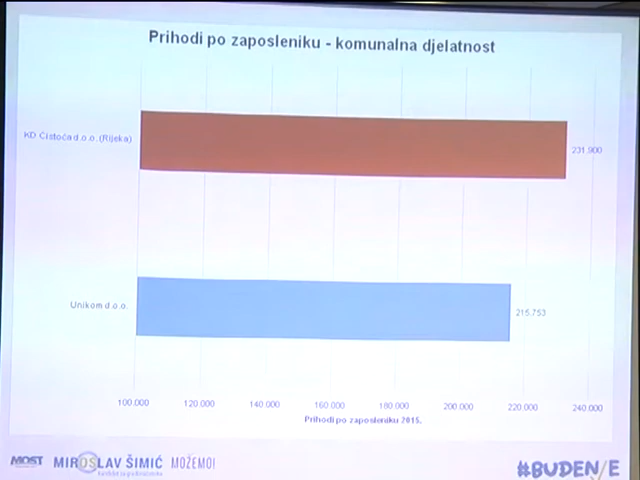 Prihodi po zaposleniku - komunalna djelatnost
KD Čistoća d.o.o. (Rijeka)
231.900
Unikom d.o.o.
215.753
100.000 120.000 140.000 160.000 180.000 200.000 220.000 240.000
Prihodi po zaposleniku 2015.
MOST MIROSLAV ŠIMIĆ MOŽEMO! #BUĐENJE